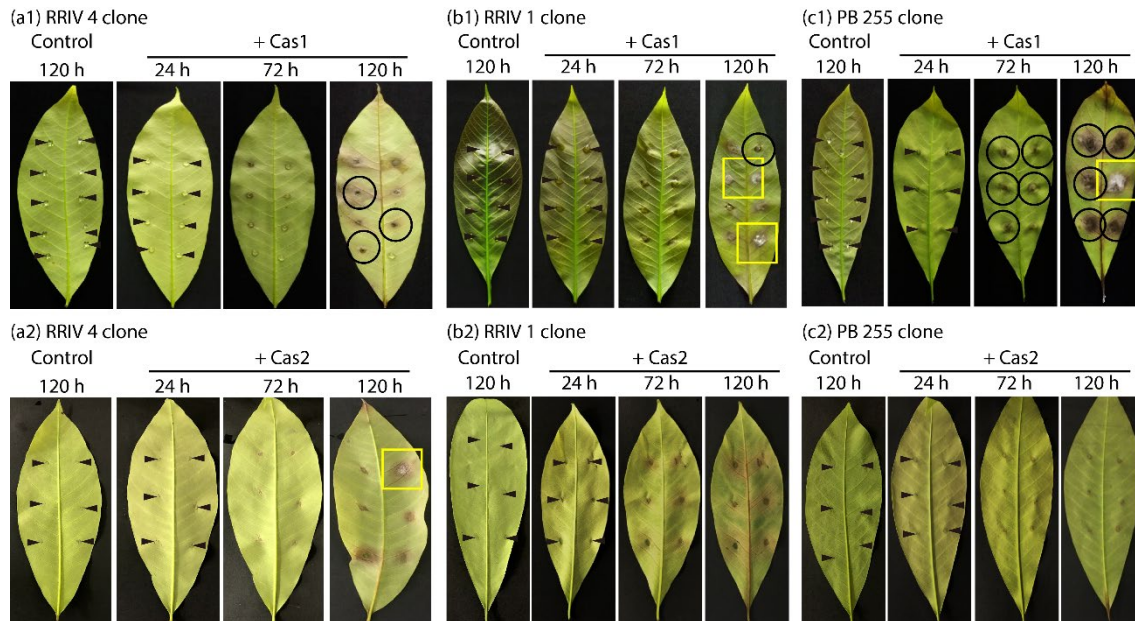 (a1) RRIV 4 clone
Control + Cas1
120 h 24 h 72 h 120 h
(b1) RRIV 1 clone
Control + Cas1
120 h 24 h 72 h 120 h
(c1) PB 255 clone
Control + Cas1
120 h 24 h 72 h 120 h
(a2) RRIV 4 clone
Control + Cas2
120 h 24 h 72 h 120 h
(b2) RRIV 1 clone
Control + Cas2
120 h 24 h 72 h 120 h
(c2) PB 255 clone
Control + Cas2
120 h 24 h 72 h 120 h